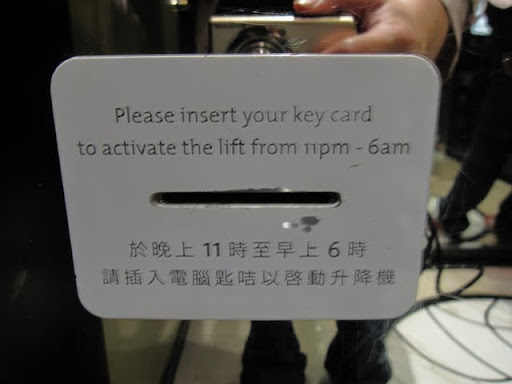 Please insert your key card
to activate the lift from 11pm - 6am
於晚上 11 時至早上 6 時
請插入電腦匙咭以啓動升降機